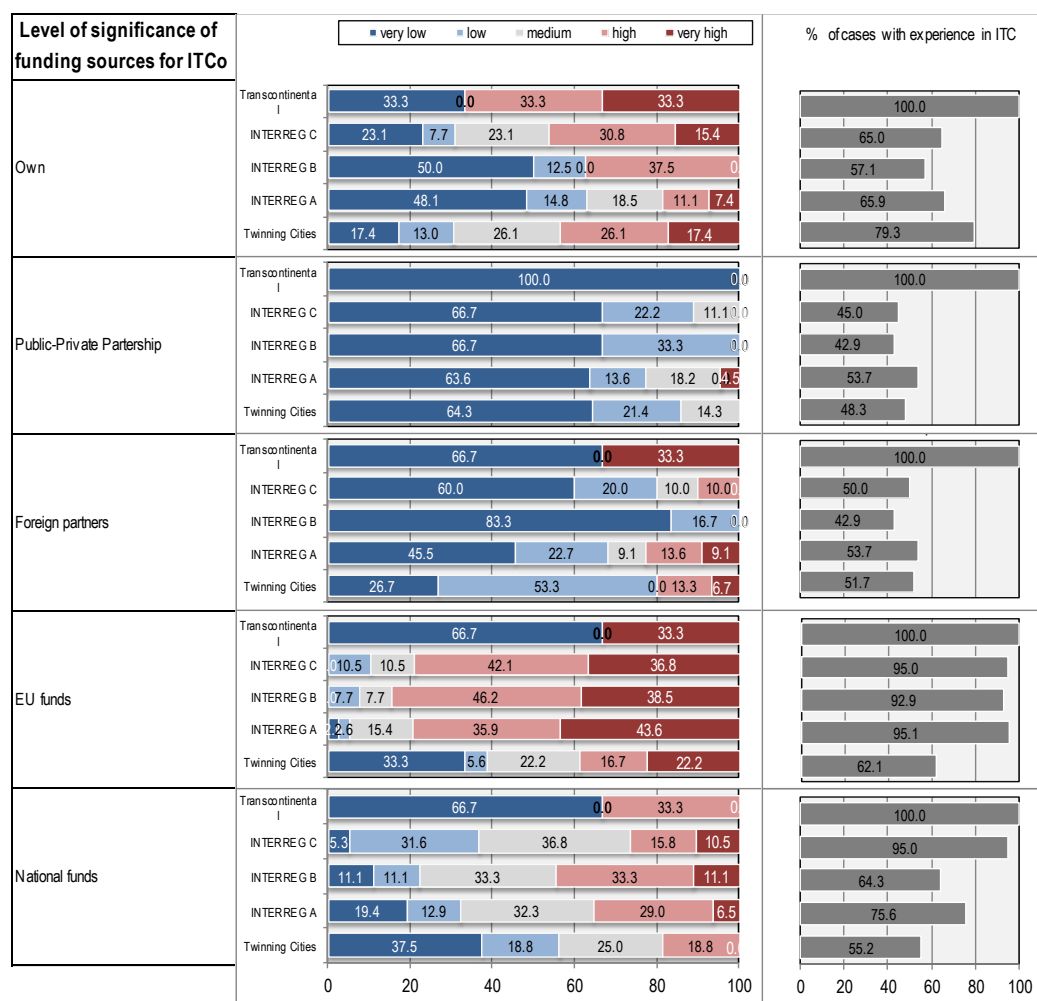 Level of significance of
funding sources for ITCo
very low low medium high very high
% of cases with experience in ITC
Own
Transcontinenta
l
33.3 0.0 33.3 33.3
100.0
INTERREG C
23.1 7.7 23.1 30.8 15.4
65.0
INTERREG B
50.0 12.5 0.0 37.5
57.1
INTERREG A
48.1 14.8 18.5 11.1 7.4
65.9
Twinning Cities
17.4 13.0 26.1 26.1 17.4
79.3
Public-Private Partership
Transcontinenta
l
100.0 0.0
100.0
INTERREG C
66.7 22.2 11.1 0.0
45.0
INTERREG B
66.7 33.3 0.0
42.9
INTERREG A
63.6 13.6 18.2 4.5
53.7
Twinning Cities
64.3 21.4 14.3
48.3
Foreign partners
Transcontinenta
l
66.7 0.0 33.3
100.0
INTERREG C
60.0 20.0 10.0 10.0
50.0
INTERREG B
83.3 16.7 0.0
42.9
INTERREG A
45.5 22.7 9.1 13.6 9.1
53.7
Twinning Cities
26.7 53.3 0.0 13.3 6.7
51.7
EU funds
Transcontinenta
l
66.7 0.0 33.3
100.0
INTERREG C
10.5 10.5 42.1 36.8
95.0
INTERREG B
7.7 7.7 46.2 38.5
92.9
INTERREG A
2.6 15.4 35.9 43.6
95.1
Twinning Cities
33.3 5.6 22.2 16.7 22.2
62.1
National funds
Transcontinenta
l
66.7 0.0 33.3
100.0
INTERREG C
5.3 31.6 36.8 15.8 10.5
95.0
INTERREG B
11.1 11.1 33.3 33.3 11.1
64.3
INTERREG A
19.4 12.9 32.3 29.0 6.5
75.6
Twinning Cities
37.5 18.8 25.0 18.8
55.2
0 20 40 60 80 100
0 20 40 60 80 100